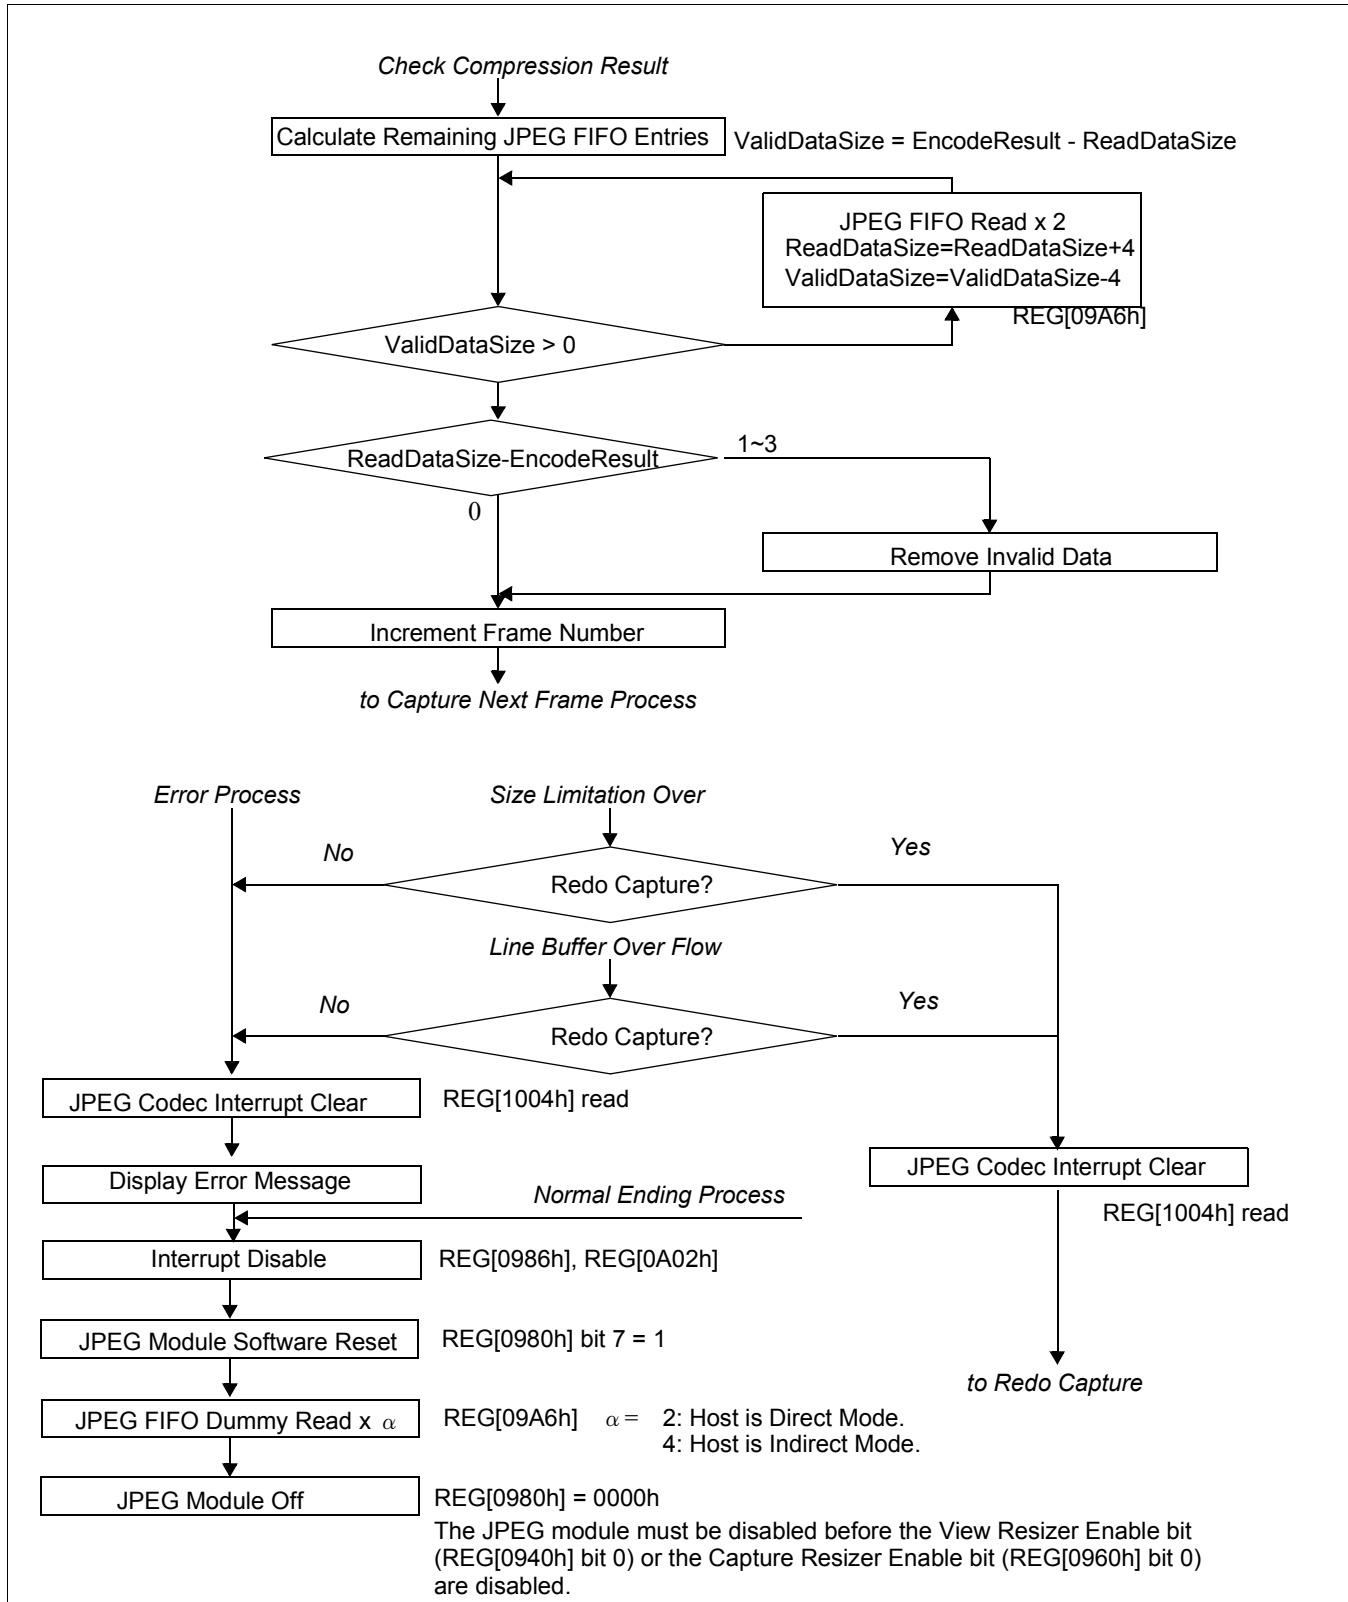 Check Compression Result
Calculate Remaining JPEG FIFO Entries
ValidDataSize = EncodeResult - ReadDataSize
JPEG FIFO Read x 2
ReadDataSize=ReadDataSize+4
ValidDataSize=ValidDataSize-4
REG[09A6h]
ValidDataSize > 0
ReadDataSize-EncodeResult
1~3
0
Remove Invalid Data
Increment Frame Number
to Capture Next Frame Process
Error Process
Size Limitation Over
No
Yes
Redo Capture?
Line Buffer Over Flow
No
Yes
Redo Capture?
JPEG Codec Interrupt Clear
REG[1004h] read
JPEG Codec Interrupt Clear
Display Error Message
Normal Ending Process
REG[1004h] read
Interrupt Disable
REG[0986h], REG[0A02h]
JPEG Module Software Reset
REG[0980h] bit 7 = 1
to Redo Capture
JPEG FIFO Dummy Read x α
REG[09A6h] α = 2: Host is Direct Mode.
4: Host is Indirect Mode.
JPEG Module Off
REG[0980h] = 0000h
The JPEG module must be disabled before the View Resizer Enable bit
(REG[0940h] bit 0) or the Capture Resizer Enable bit (REG[0960h] bit 0)
are disabled.